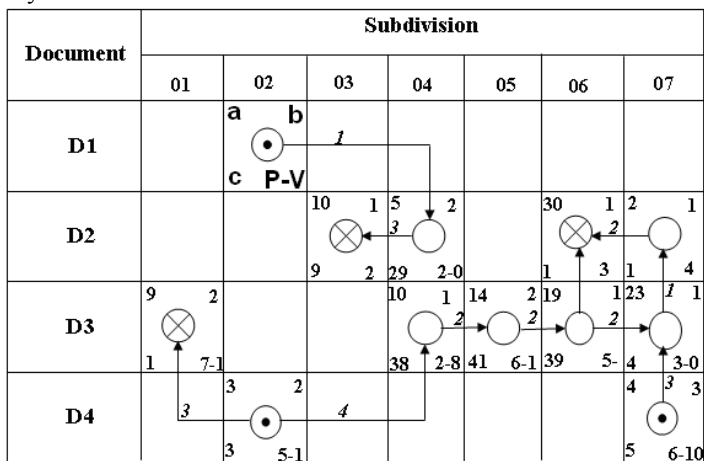 Subdivision
Document
01 02 03 04 05 06 07
a b
D1 1
c P-V
10 1 5 2 30 1 2 1
D2 3 2
9 2 29 2-0 1 3 1 4
9 2 10 1 14 2 19 1 23 1 1
D3 2 2 2
1 7-1 38 2-8 41 6-1 39 5- 4 3-0
3 2 4 3 3
D4 3 4
3 5-1 5 6-10